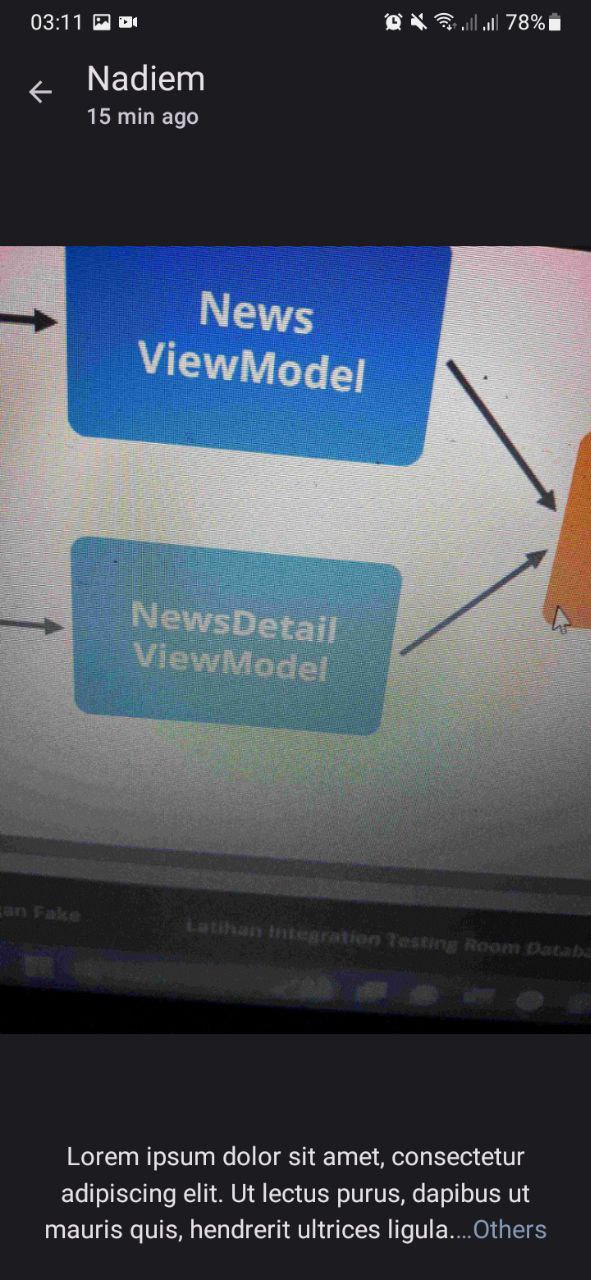 03:11
78%
Nadiem
15 min ago
News
ViewModel
NewsDetail
ViewModel
an Fake
Latihan Integration Testing Room Databa
Lorem ipsum dolor sit amet, consectetur
adipiscing elit. Ut lectus purus, dapibus ut
mauris quis, hendrerit ultrices ligula....Others